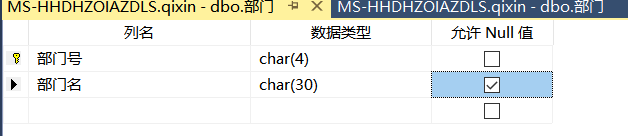 MS-HHDHZOIAZDLS.qixin - dbo.部门 MS-HHDHZOIAZDLS.qixin - dbo.部门
列名 数据类型 允许 Null 值
部门号 char(4)
部门名 char(30)